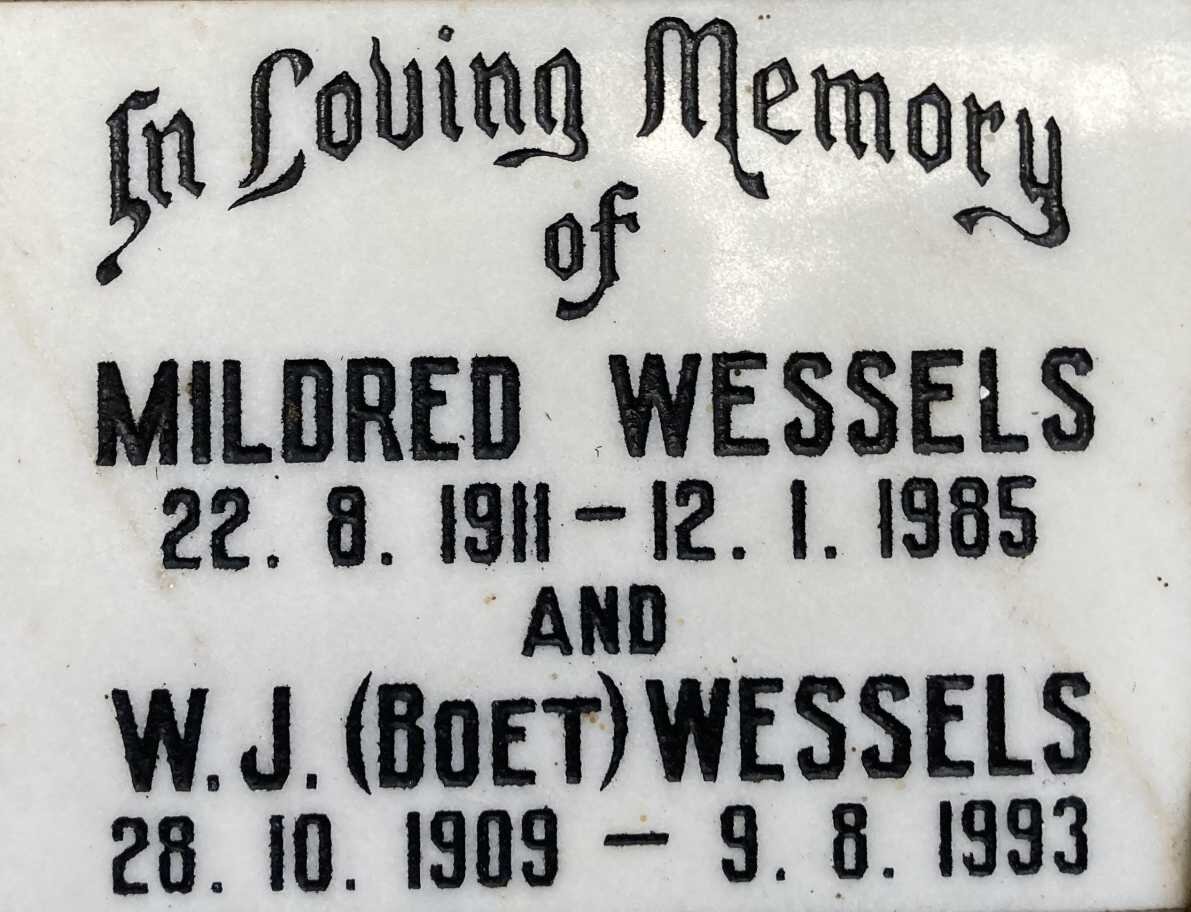 In Loving Memory
of
MILDRED WESSELS
22. 8. 1911 – 12. 1. 1985
AND
W.J. (BOET) WESSELS
28. 10. 1909 – 9. 8. 1993